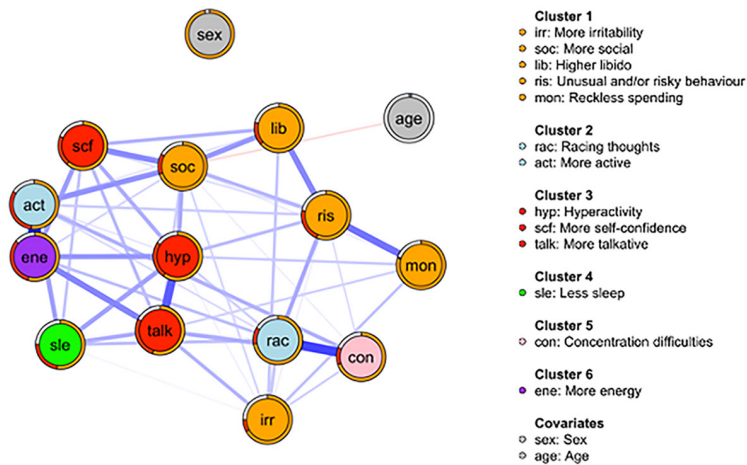 sex
age
lib
scf
soc
act
ris
ene
hyp
mon
talk
rac
sle
con
irr
Cluster 1
irr: More irritability
soc: More social
lib: Higher libido
ris: Unusual and/or risky behaviour
mon: Reckless spending
Cluster 2
rac: Racing thoughts
act: More active
Cluster 3
hyp: Hyperactivity
scf: More self-confidence
talk: More talkative
Cluster 4
sle: Less sleep
Cluster 5
con: Concentration difficulties
Cluster 6
ene: More energy
Covariates
sex: Sex
age: Age